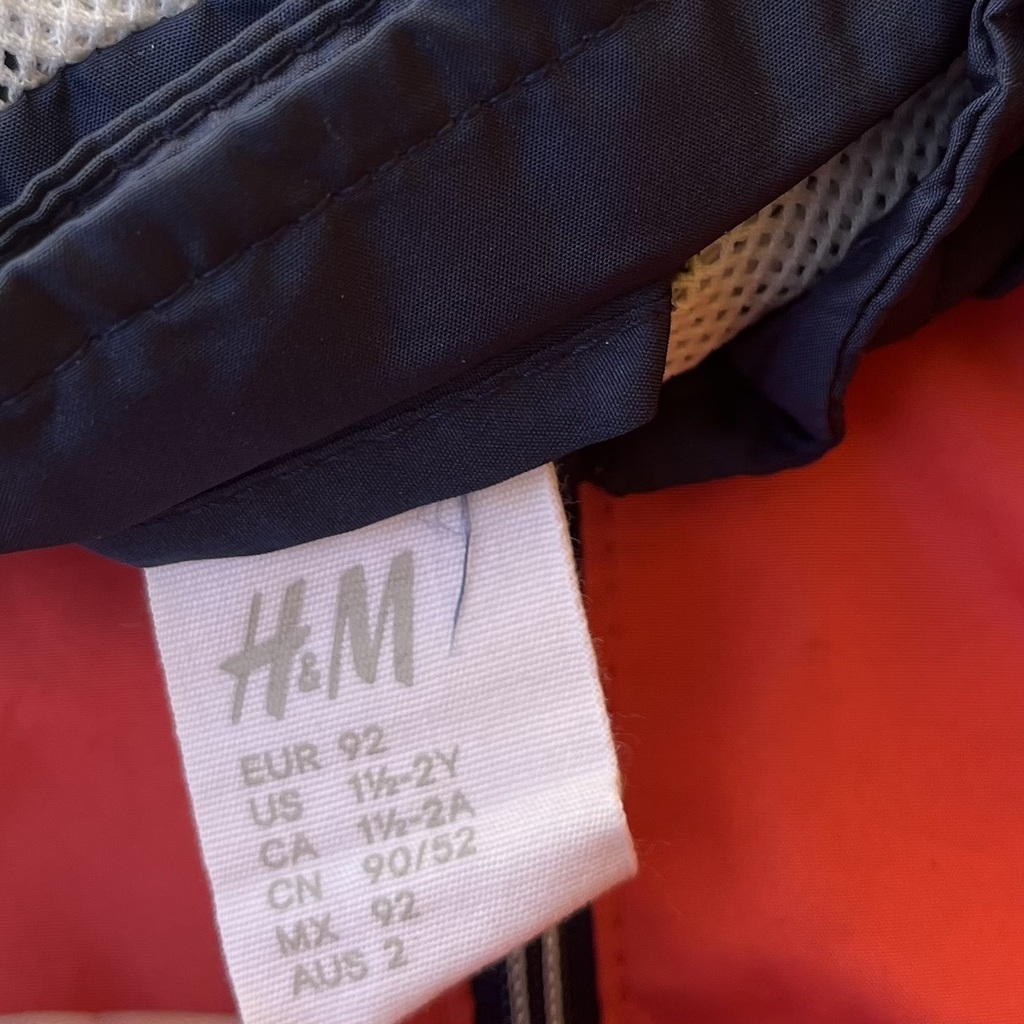 H&M
EUR 92
US 1½-2Y
CA 1½-2A
CN 90/52
MX 92
AUS 2